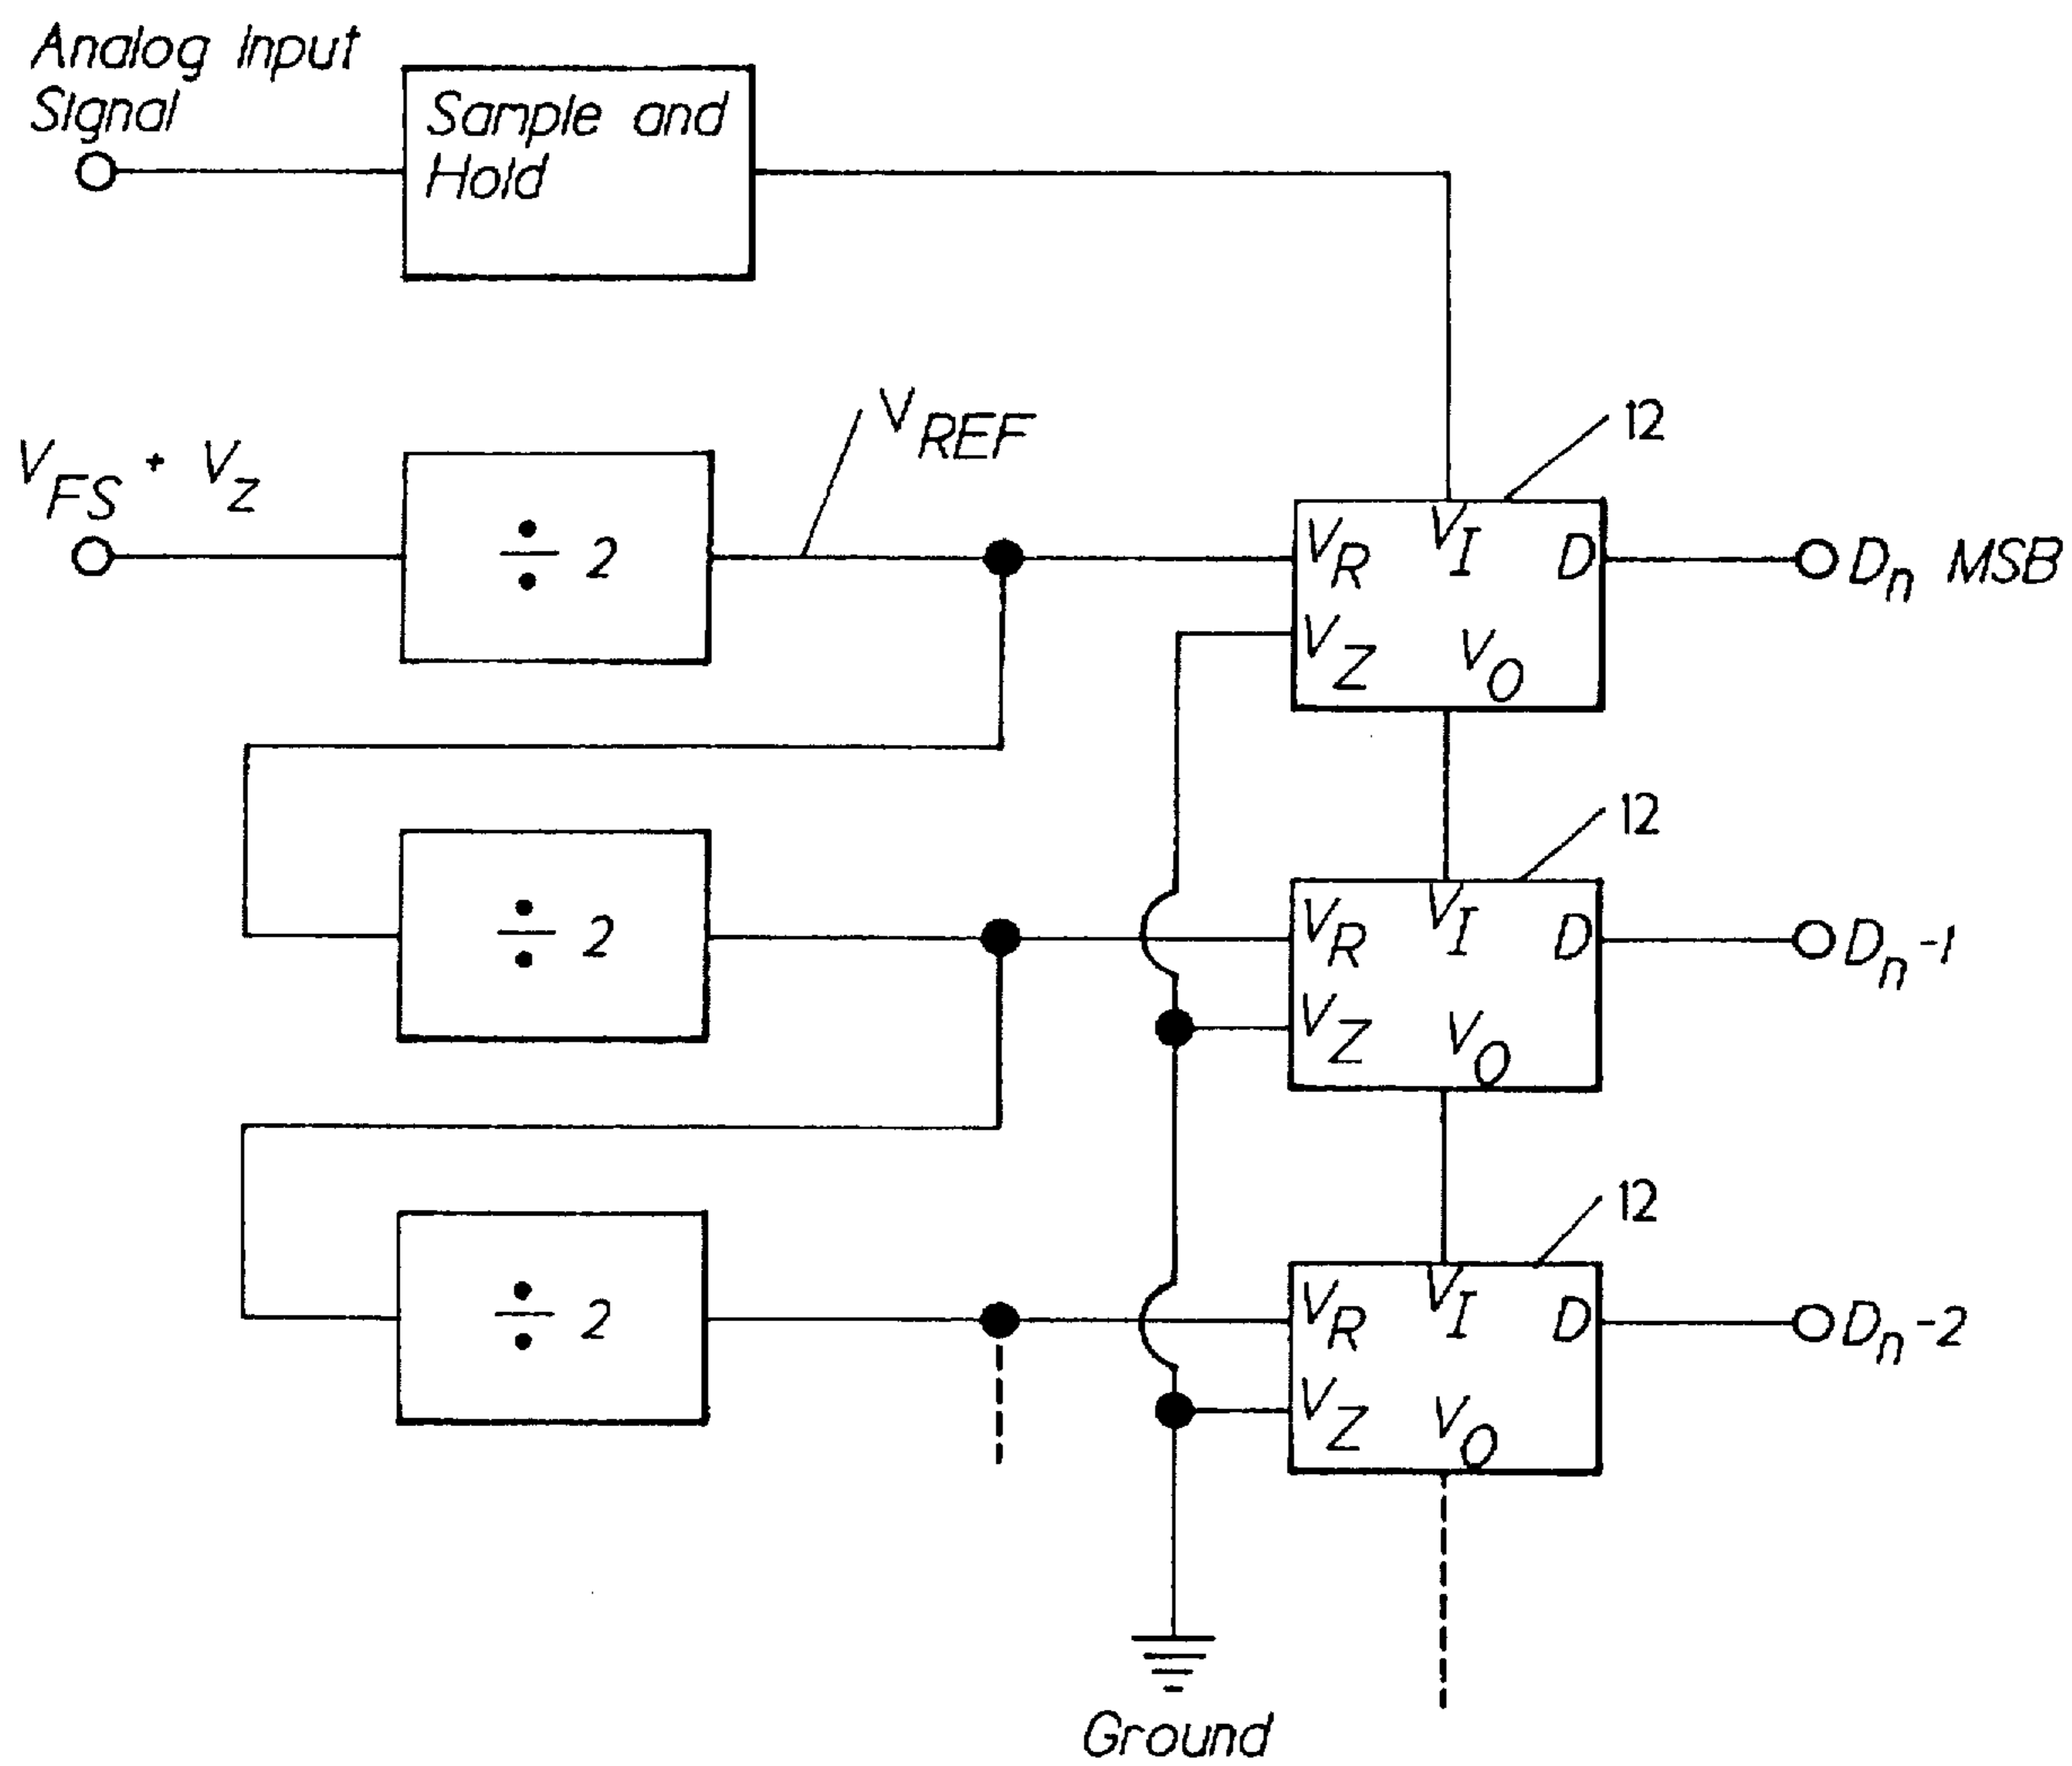 Analog Input
Signal
Sample and
Hold
V_FS + V_Z
÷ 2
V_REF
12
V_R V_I D
V_Z V_O
D_n MSB
÷ 2
12
V_R V_I D
V_Z V_O
D_n-1
÷ 2
12
V_R V_I D
V_Z V_O
D_n-2
Ground